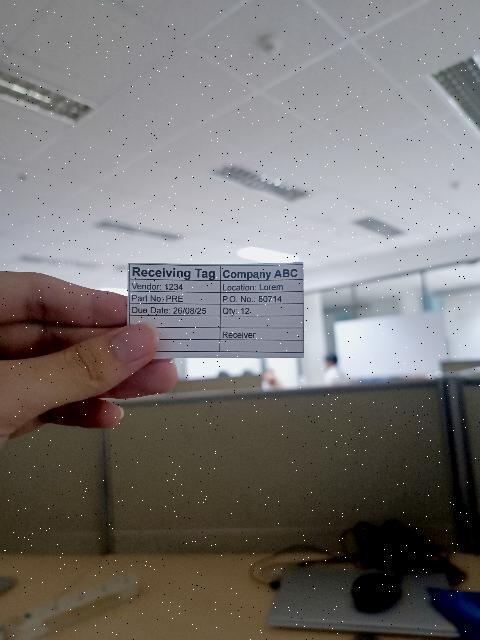 Receiving Tag Company ABC
Vendor: 1234 Location: Lorem
Part No: PRE P.O. No.: 50714
Due Date: 26/08/25 Qty: 12
Receiver